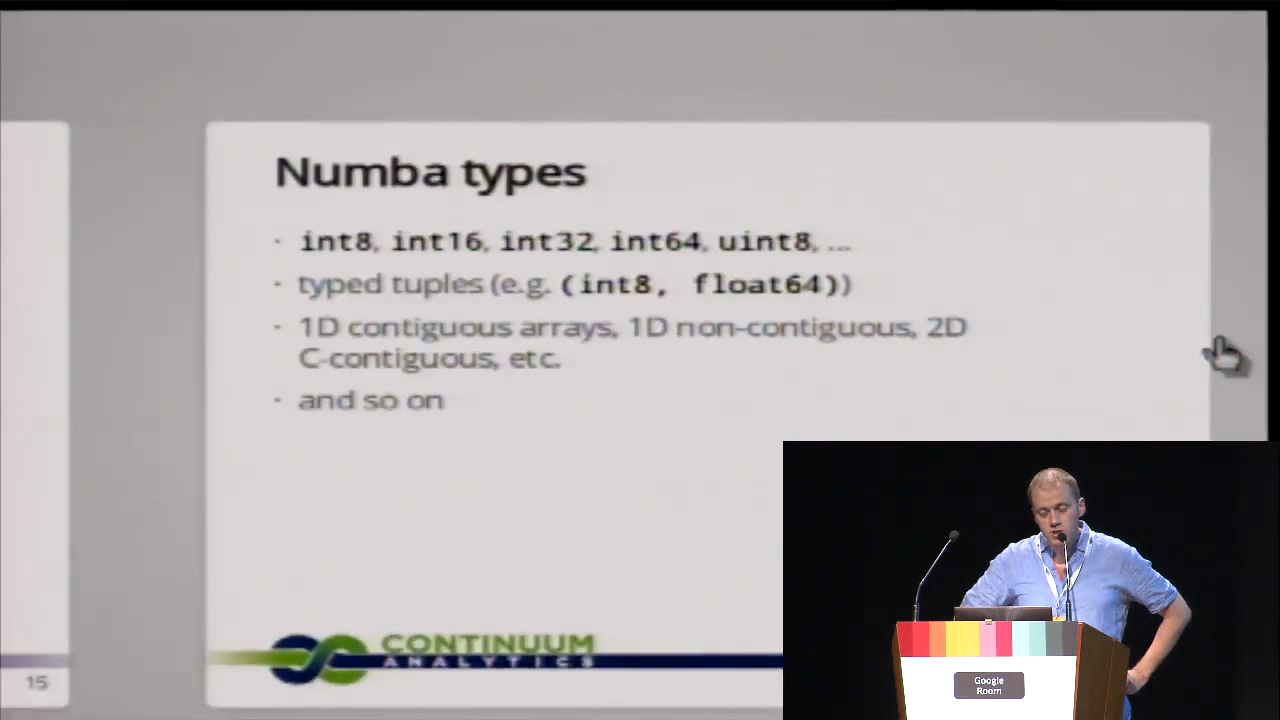 Numba types
· int8, int16, int32, int64, uint8, ...
· typed tuples (e.g. (int8, float64))
· 1D contiguous arrays, 1D non-contiguous, 2D
C-contiguous, etc.
· and so on
CONTINUUM
ANALYTICS
15
Google
Room